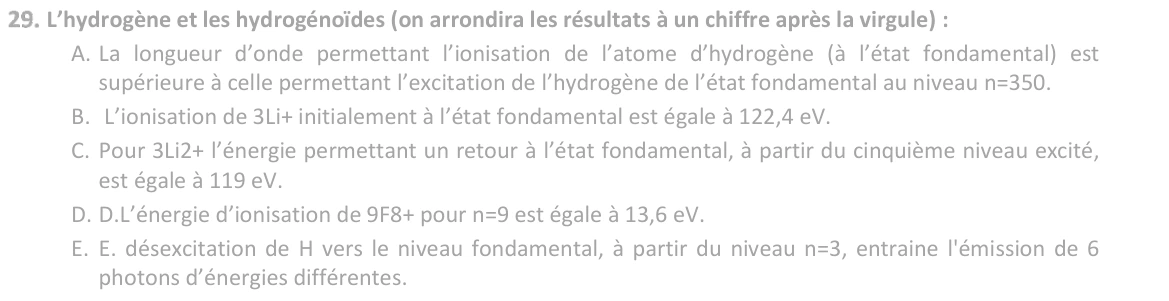 29. L’hydrogène et les hydrogénoïdes (on arrondira les résultats à un chiffre après la virgule) :
A. La longueur d’onde permettant l’ionisation de l’atome d’hydrogène (à l’état fondamental) est
supérieure à celle permettant l’excitation de l’hydrogène de l’état fondamental au niveau n=350.
B. L’ionisation de 3Li+ initialement à l’état fondamental est égale à 122,4 eV.
C. Pour 3Li2+ l’énergie permettant un retour à l’état fondamental, à partir du cinquième niveau excité,
est égale à 119 eV.
D. D.L’énergie d’ionisation de 9F8+ pour n=9 est égale à 13,6 eV.
E. E. désexcitation de H vers le niveau fondamental, à partir du niveau n=3, entraine l'émission de 6
photons d’énergies différentes.